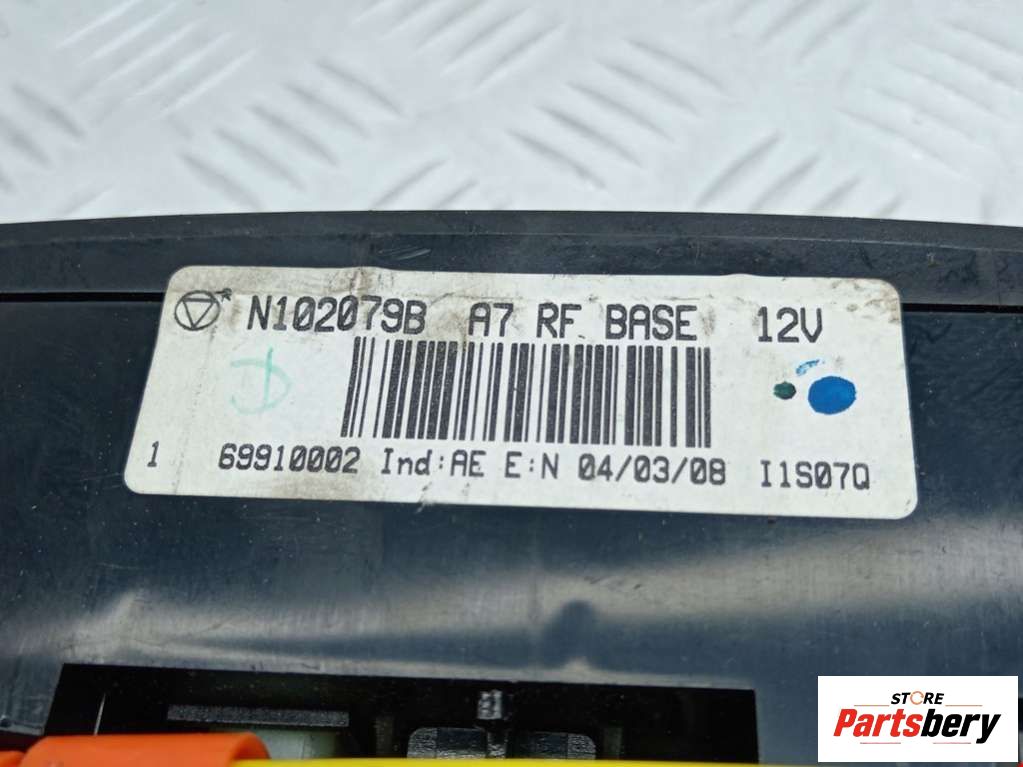 N102079B A7 RF BASE 12V
D
1 69910002 Ind:AE E:N 04/03/08 I1S07Q
STORE
Partsbery